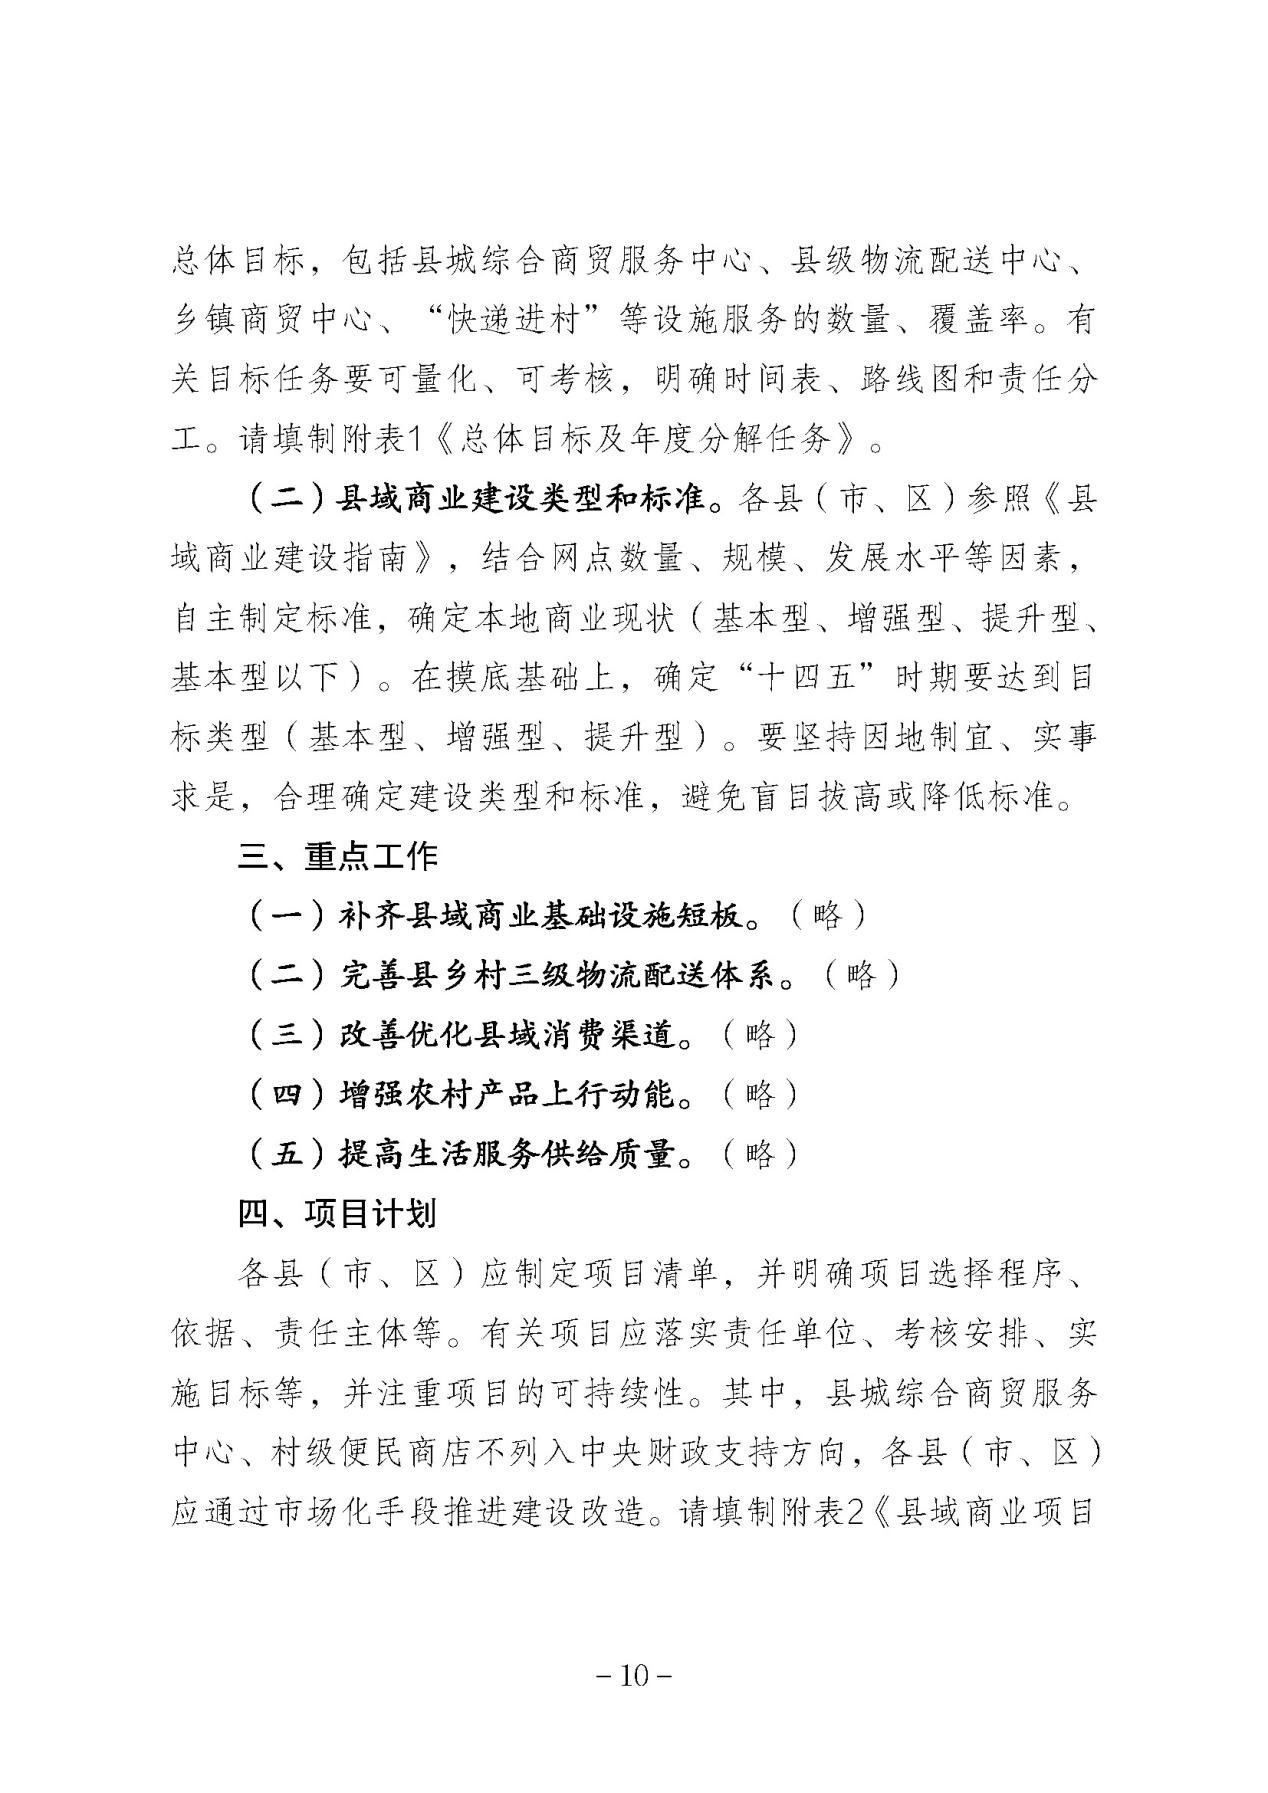 总体目标，包括县城综合商贸服务中心、县级物流配送中心、
乡镇商贸中心、“快递进村”等设施服务的数量、覆盖率。有
关目标任务要可量化、可考核，明确时间表、路线图和责任分
工。请填制附表1《总体目标及年度分解任务》。
（二）县域商业建设类型和标准。各县（市、区）参照《县
域商业建设指南》，结合网点数量、规模、发展水平等因素，
自主制定标准，确定本地商业现状（基本型、增强型、提升型、
基本型以下）。在摸底基础上，确定“十四五”时期要达到目
标类型（基本型、增强型、提升型）。要坚持因地制宜、实事
求是，合理确定建设类型和标准，避免盲目拔高或降低标准。
三、重点工作
（一）补齐县域商业基础设施短板。（略）
（二）完善县乡村三级物流配送体系。（略）
（三）改善优化县域消费渠道。（略）
（四）增强农村产品上行动能。（略）
（五）提高生活服务供给质量。（略）
四、项目计划
各县（市、区）应制定项目清单，并明确项目选择程序、
依据、责任主体等。有关项目应落实责任单位、考核安排、实
施目标等，并注重项目的可持续性。其中，县城综合商贸服务
中心、村级便民商店不列入中央财政支持方向，各县（市、区）
应通过市场化手段推进建设改造。请填制附表2《县域商业项目
– 10 –